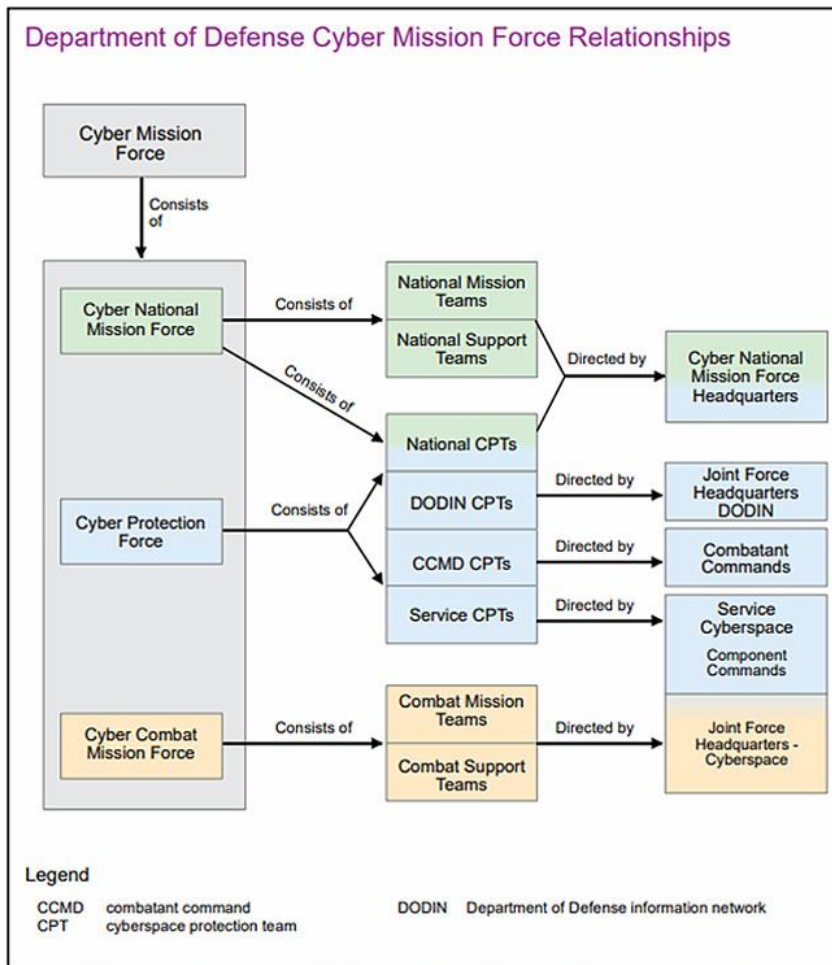 Department of Defense Cyber Mission Force Relationships
Cyber Mission
Force
Consists
of
Cyber National
Mission Force
Consists of
National Mission
Teams
National Support
Teams
Directed by
Cyber National
Mission Force
Headquarters
Consists of
National CPTs
Cyber Protection
Force
Consists of
DODIN CPTs
Directed by
Joint Force
Headquarters
DODIN
CCMD CPTs
Directed by
Combatant
Commands
Service CPTs
Directed by
Service
Cyberspace
Component
Commands
Cyber Combat
Mission Force
Consists of
Combat Mission
Teams
Combat Support
Teams
Directed by
Joint Force
Headquarters -
Cyberspace
Legend
CCMD combatant command
CPT cyberspace protection team
DODIN Department of Defense information network